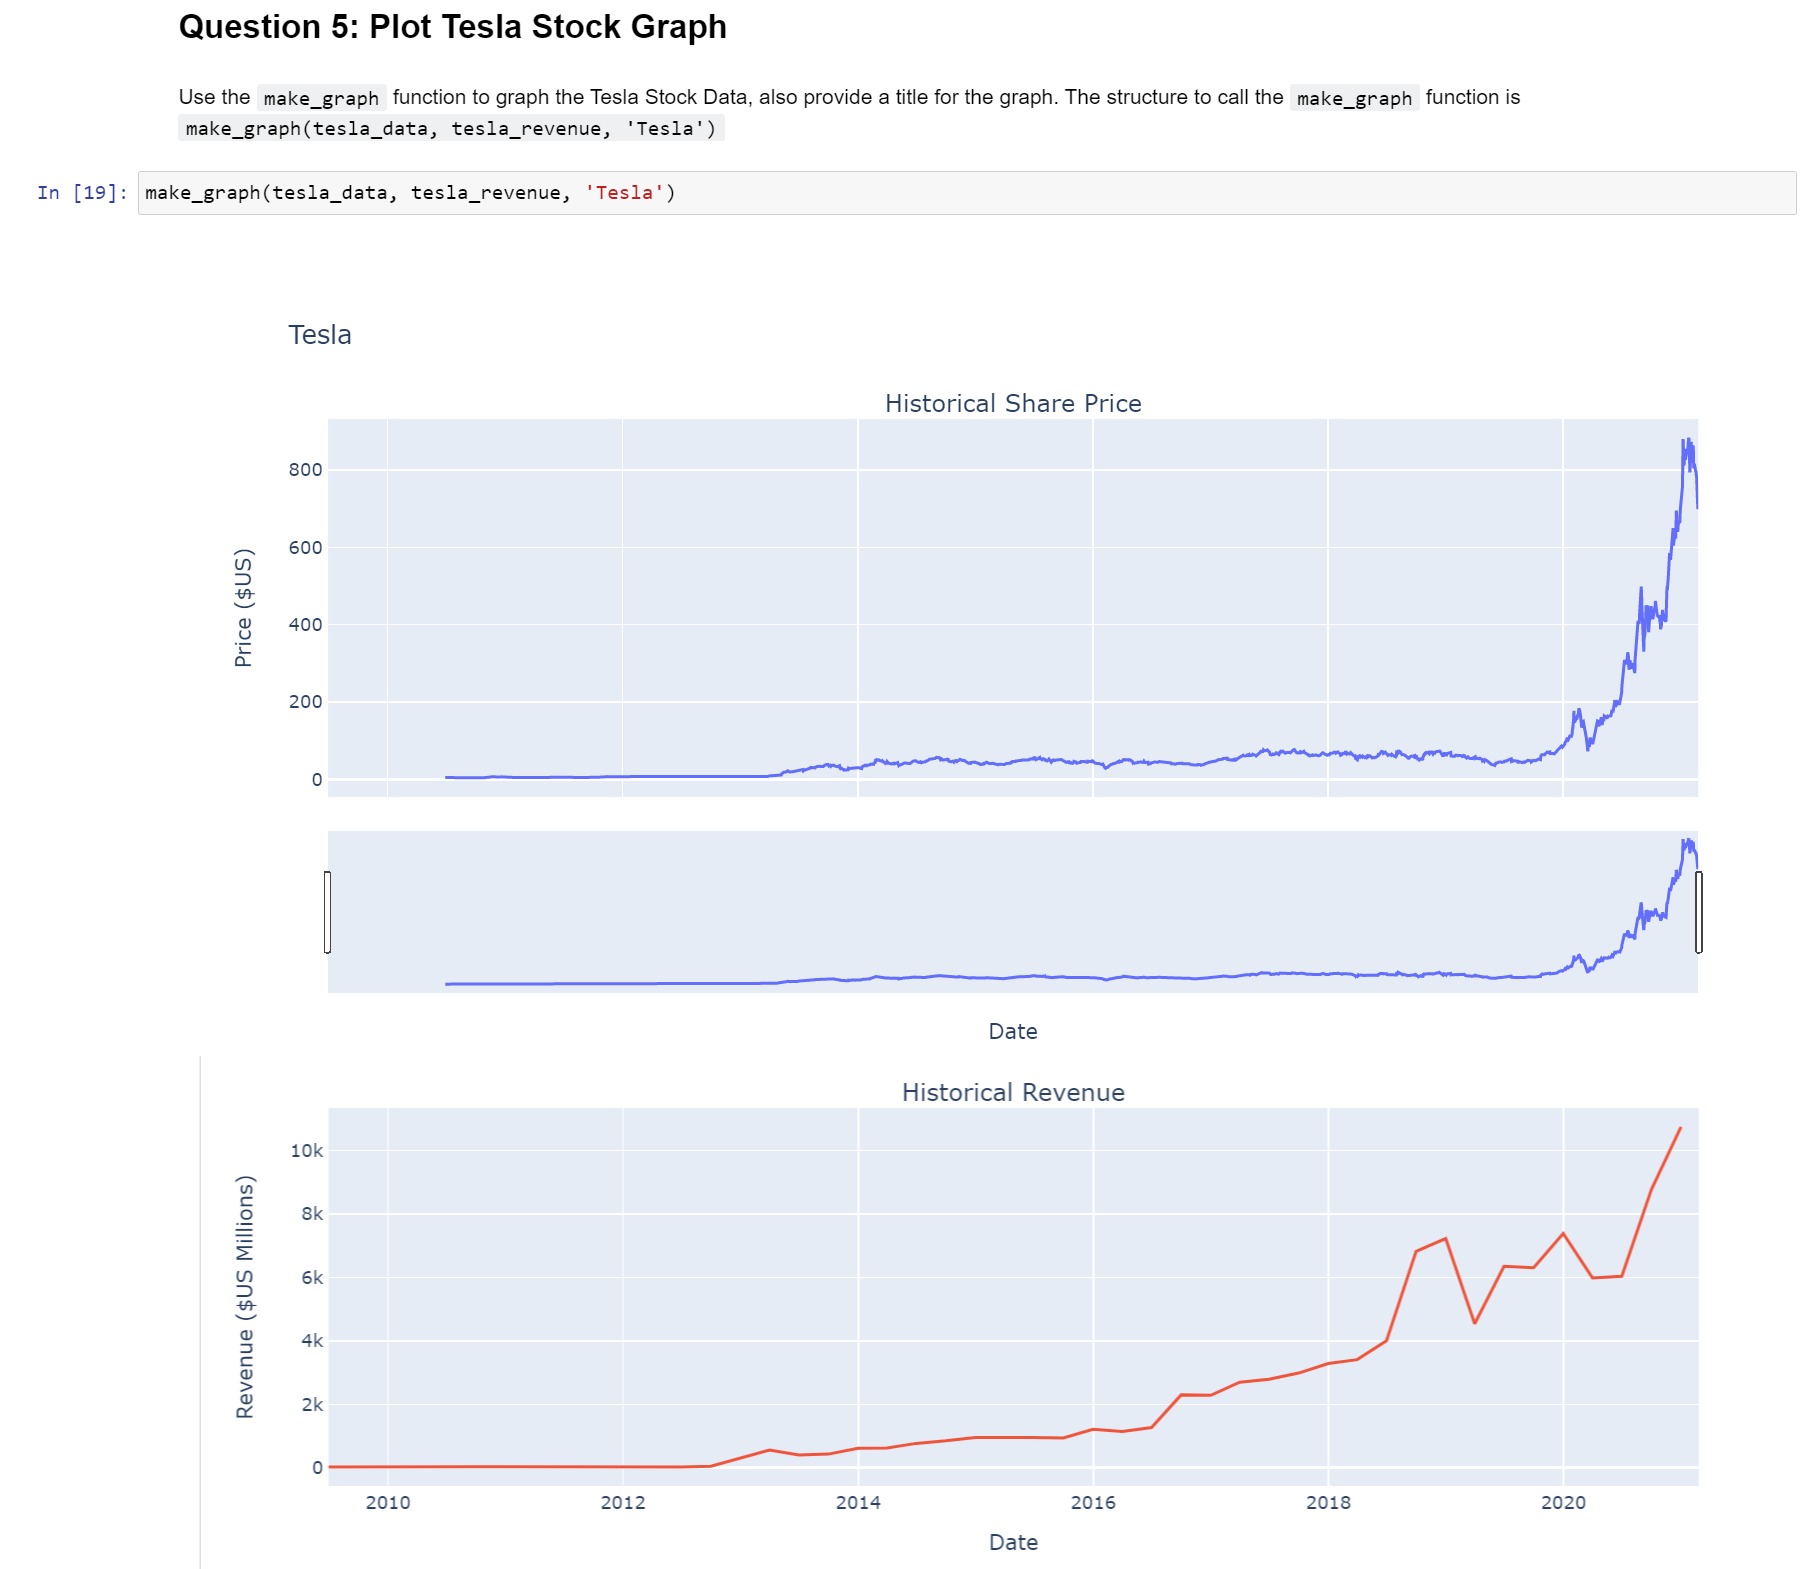 Question 5: Plot Tesla Stock Graph
Use the make_graph function to graph the Tesla Stock Data, also provide a title for the graph. The structure to call the make_graph function is
make_graph(tesla_data, tesla_revenue, 'Tesla')
In [19]: make_graph(tesla_data, tesla_revenue, 'Tesla')
Tesla
Historical Share Price
800
600
400
200
0
Price ($US)
Date
Historical Revenue
10k
8k
6k
4k
2k
0
Revenue ($US Millions)
2010 2012 2014 2016 2018 2020
Date